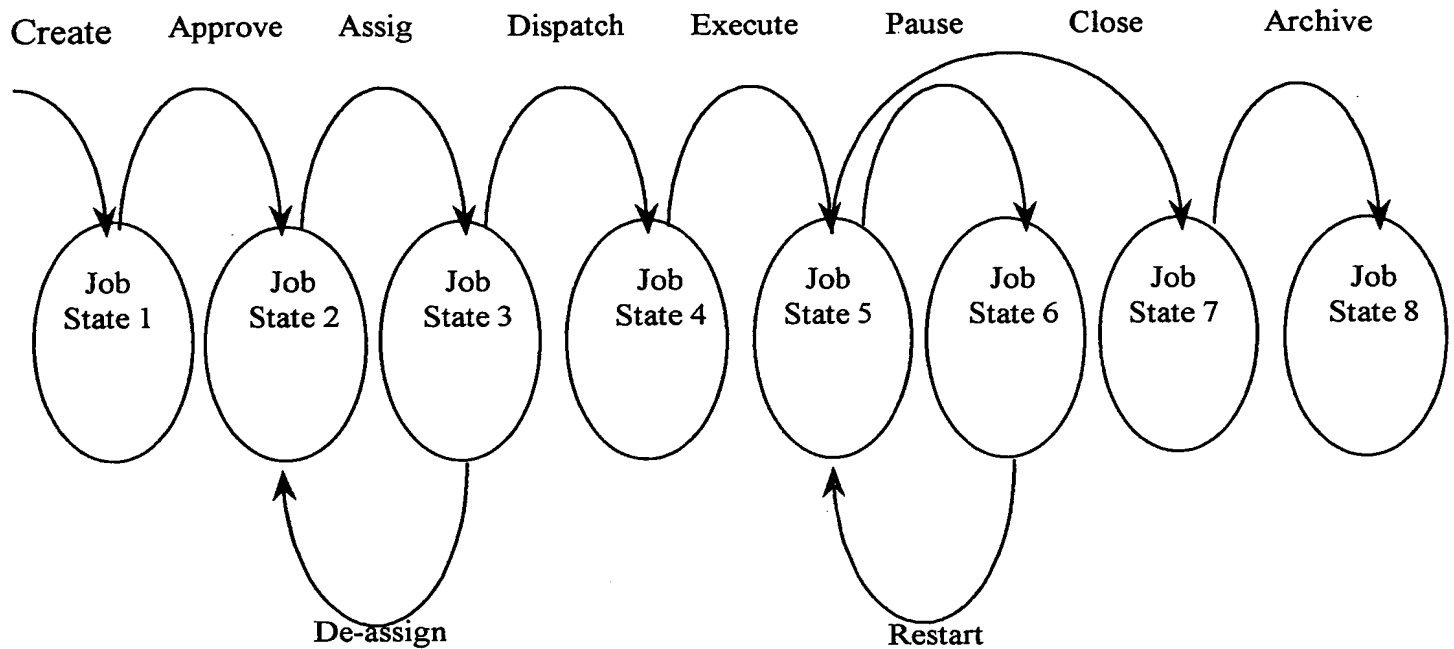 Create Approve Assig Dispatch Execute Pause Close Archive
Job Job Job Job Job Job Job Job
State 1 State 2 State 3 State 4 State 5 State 6 State 7 State 8
De-assign Restart